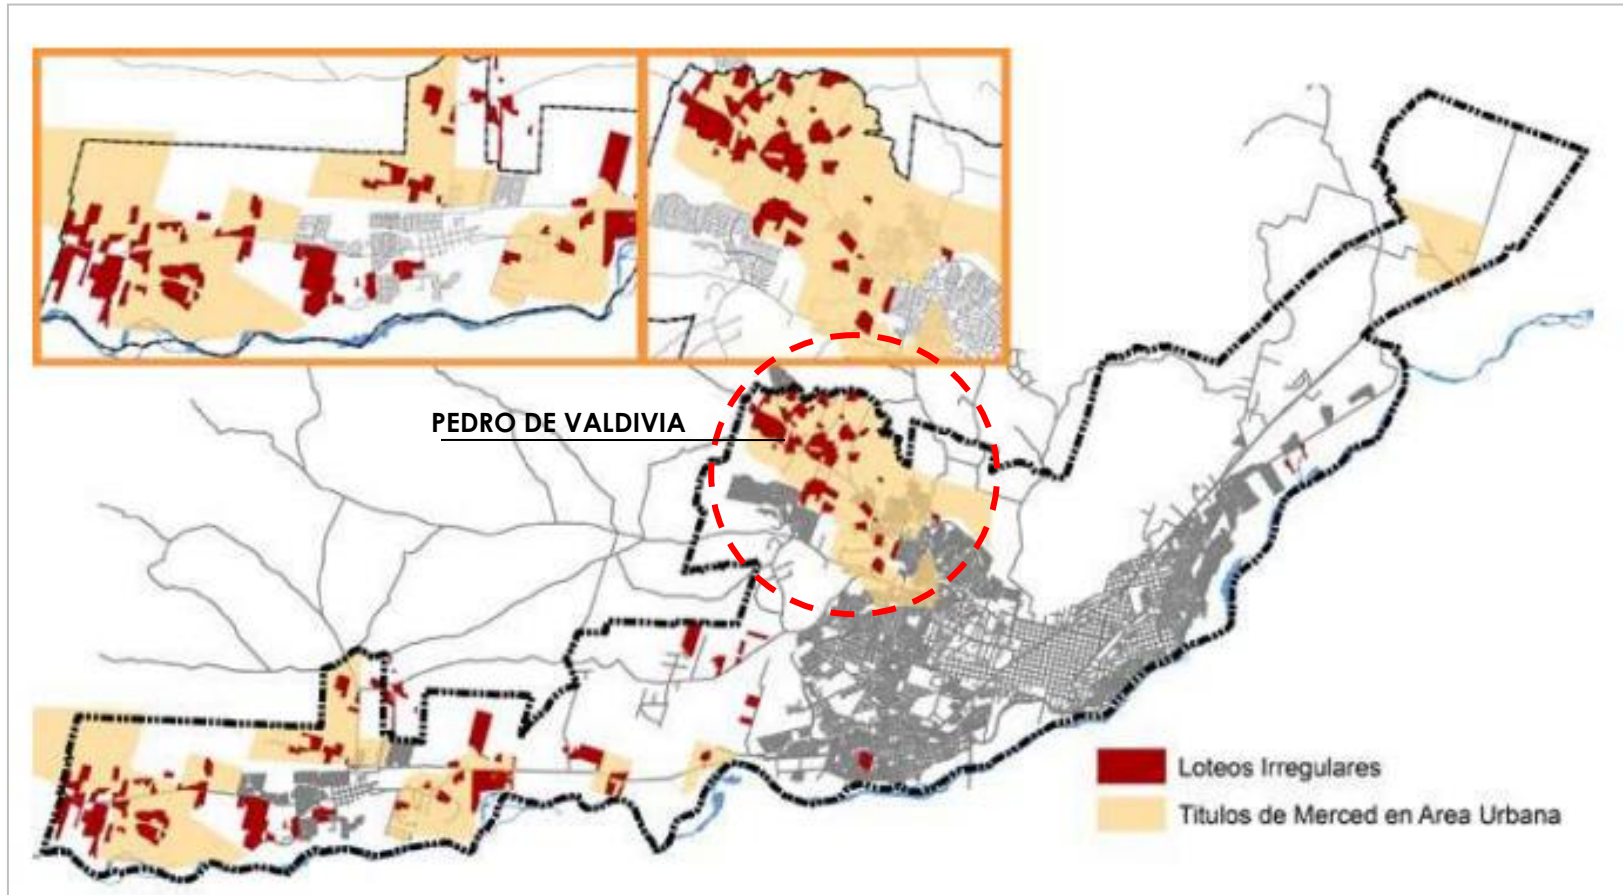 PEDRO DE VALDIVIA
Loteos Irregulares
Titulos de Merced en Area Urbana